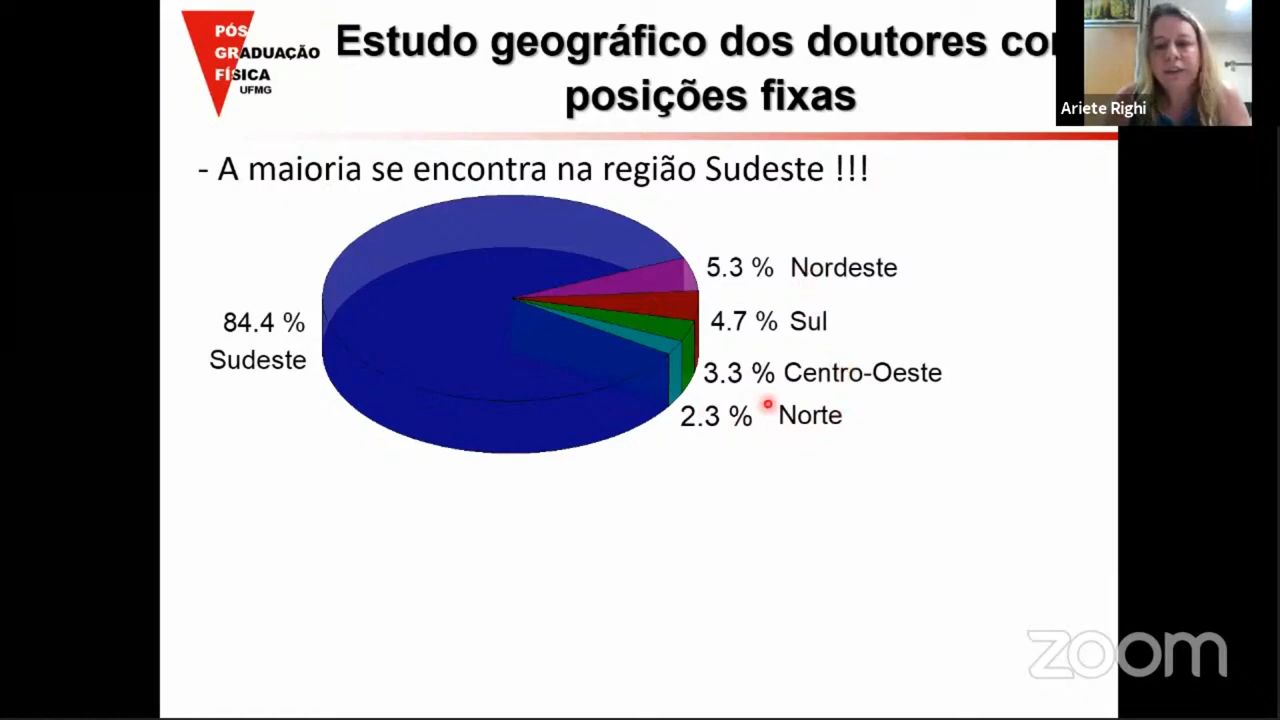 PÓS
GRADUAÇÃO
FÍSICA
UFMG
Estudo geográfico dos doutores
posições fixas
Ariete Righi
- A maioria se encontra na região Sudeste !!!
5.3 % Nordeste
84.4 %
Sudeste
4.7 % Sul
3.3 % Centro-Oeste
2.3 % Norte
zoom